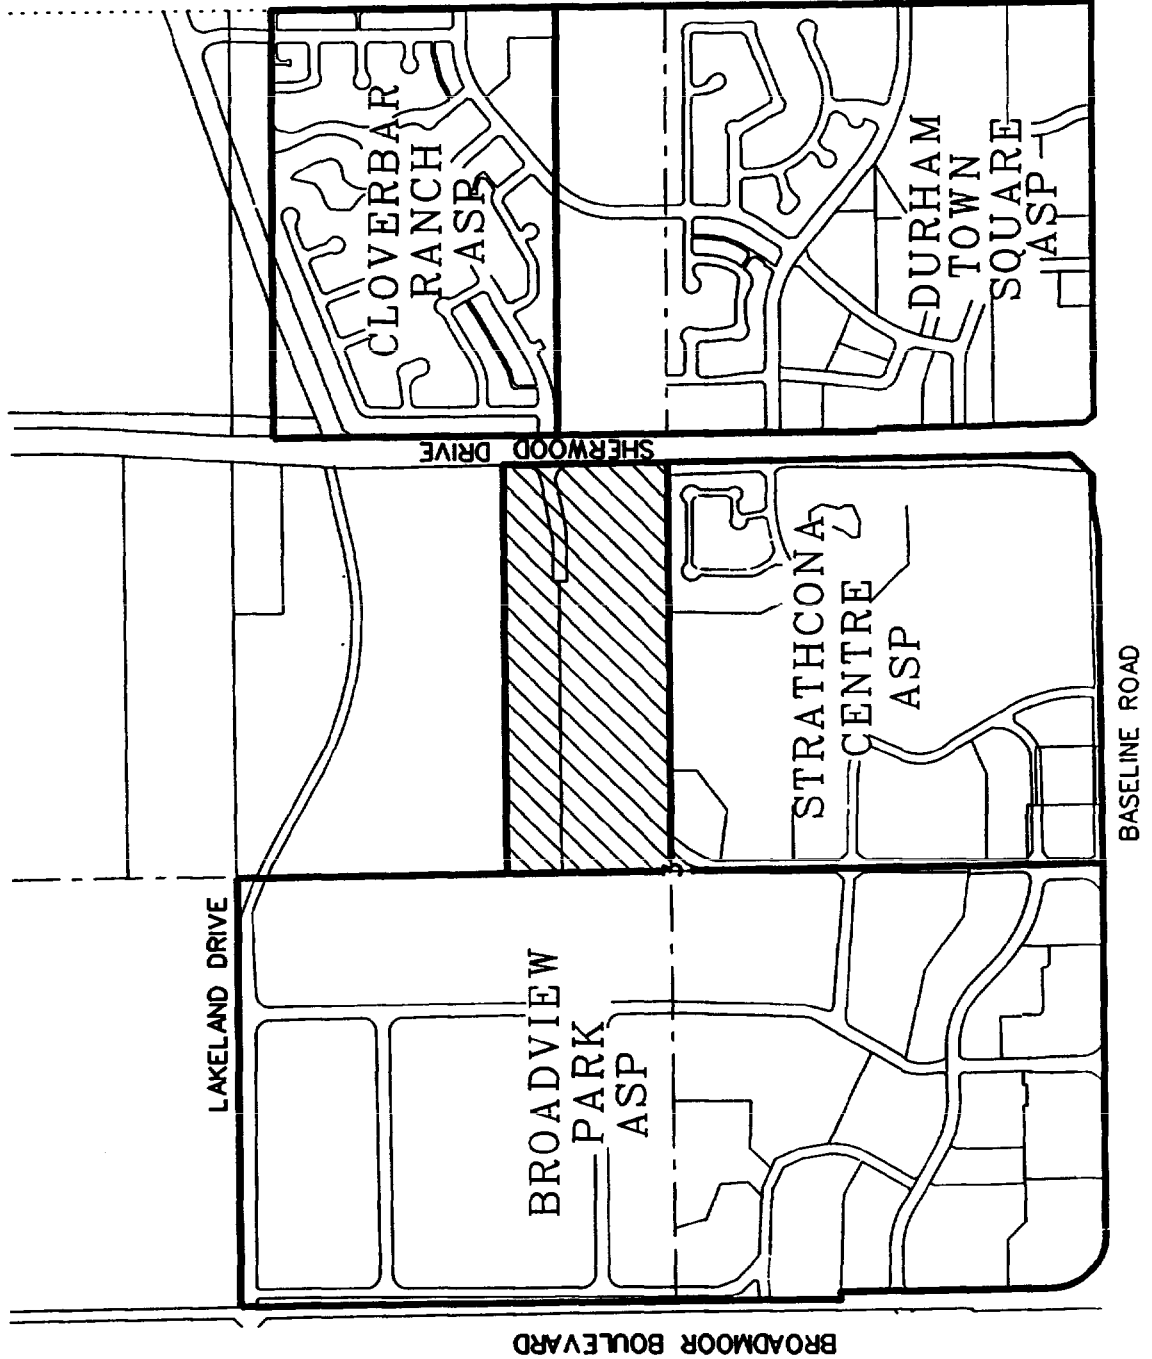 CLOVERBAR
RANCH
ASP
DURHAM
TOWN
SQUARE
ASP
SHERWOOD DRIVE
STRATHCONA
CENTRE
ASP
BASELINE ROAD
LAKELAND DRIVE
BROADVIEW
PARK
ASP
BROADMOOR BOULEVARD